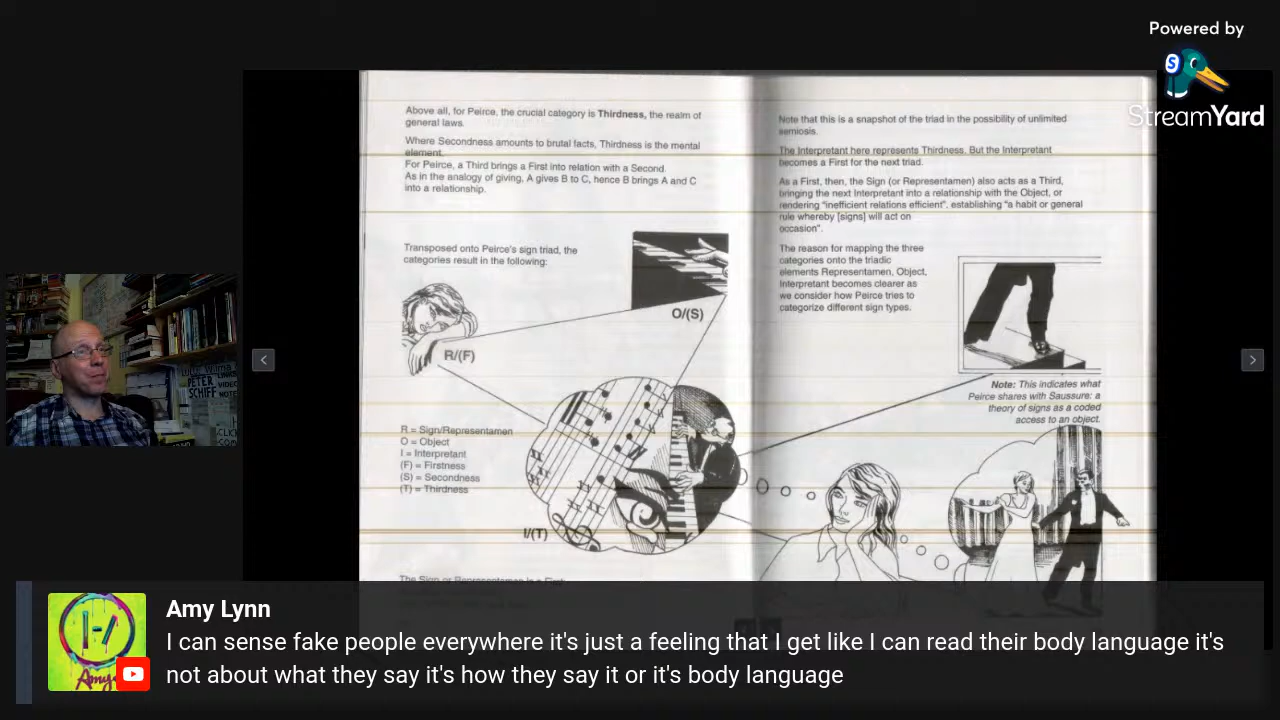 Powered by
S
StreamYard
Above all, for Peirce, the crucial category is Thirdness, the realm of
general laws.
Where Secondness amounts to brutal facts, Thirdness is the mental
element.
For Peirce, a Third brings a First into relation with a Second.
As in the analogy of giving, A gives B to C, hence B brings A and C
into a relationship.
Transposed onto Peirce's sign triad, the
categories result in the following:
O/(S)
R/(F)
R = Sign/Representamen
O = Object
I = Interpretant
(F) = Firstness
(S) = Secondness
(T) = Thirdness
I/(T)
The Sign or Representamen is a First
Note that this is a snapshot of the triad in the possibility of unlimited
semiosis.
The Interpretant here represents Thirdness. But the Interpretant
becomes a First for the next triad.
As a First, then, the Sign (or Representamen) also acts as a Third,
bringing the next Interpretant into a relationship with the Object, or
rendering "inefficient relations efficient", establishing "a habit or general
rule whereby [signs] will act on
occasion".
The reason for mapping the three
categories onto the triadic
elements Representamen, Object,
Interpretant becomes clearer as
we consider how Peirce tries to
categorize different sign types.
Note: This indicates what
Peirce shares with Saussure: a
theory of signs as a coded
access to an object.
PETER
SCHIFF
VIDEO
NOT
Amy Lynn
I can sense fake people everywhere it's just a feeling that I get like I can read their body language it's
not about what they say it's how they say it or it's body language